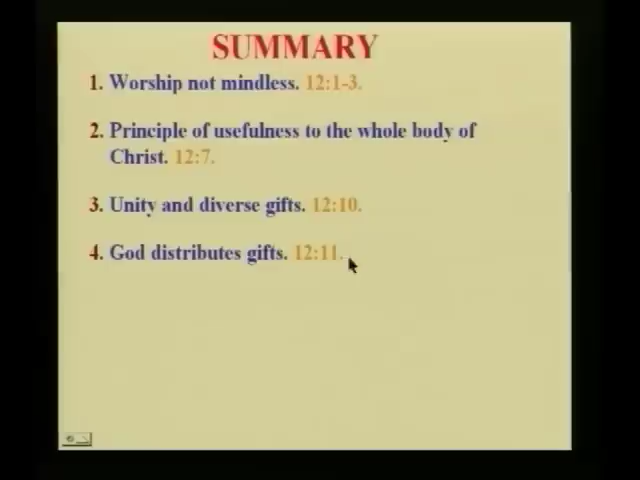 SUMMARY
1. Worship not mindless. 12:1-3.
2. Principle of usefulness to the whole body of
Christ. 12:7.
3. Unity and diverse gifts. 12:10.
4. God distributes gifts. 12:11.